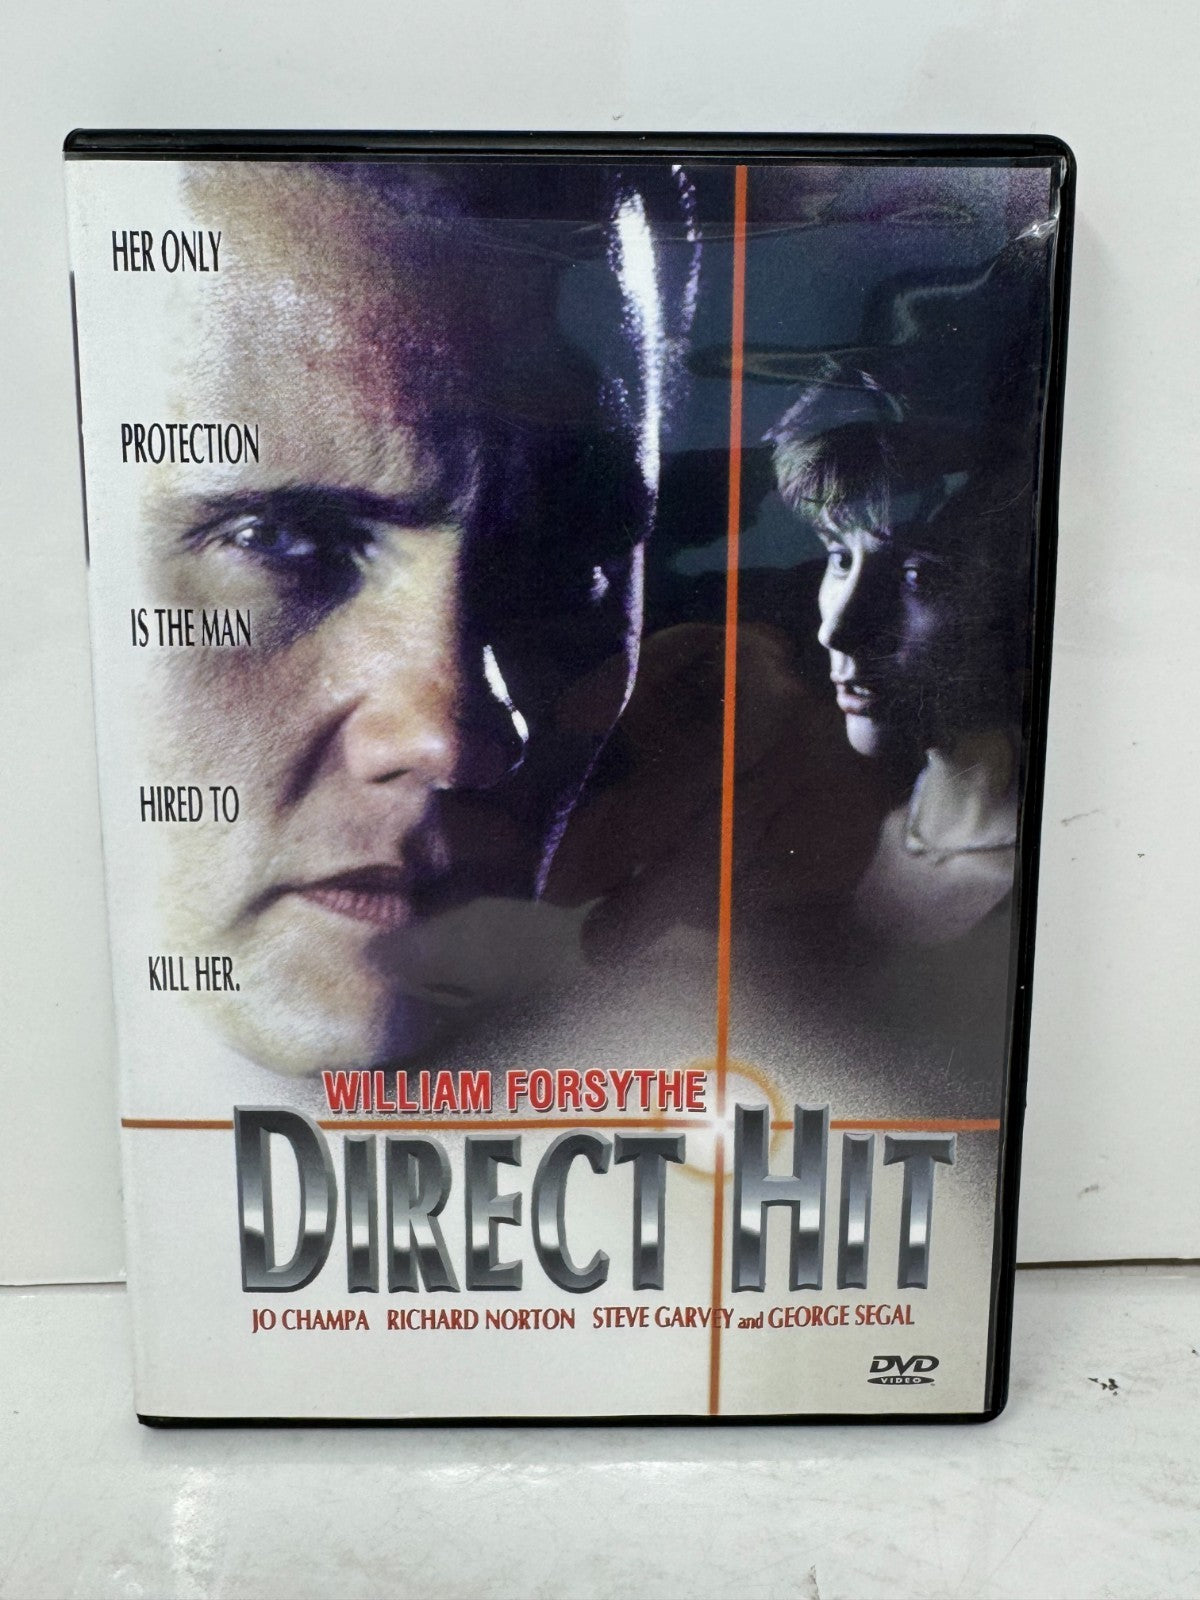 HER ONLY
PROTECTION
IS THE MAN
HIRED TO
KILL HER.
WILLIAM FORSYTHE
DIRECT HIT
JO CHAMPA RICHARD NORTON STEVE GARVEY and GEORGE SEGAL
DVD
VIDEO